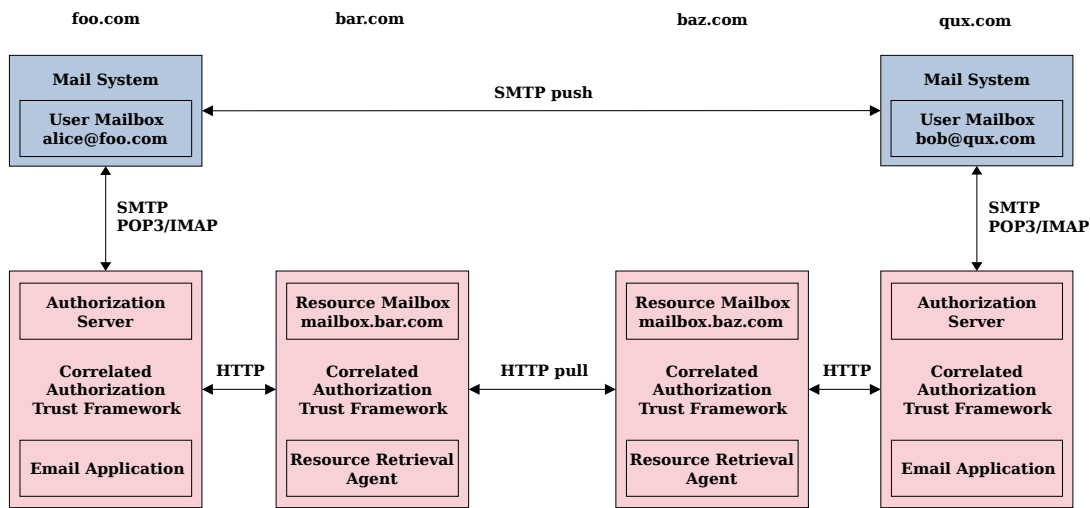 foo.com
bar.com
baz.com
qux.com
Mail System
User Mailbox
alice@foo.com
SMTP push
Mail System
User Mailbox
bob@qux.com
SMTP
POP3/IMAP
SMTP
POP3/IMAP
Authorization
Server
Correlated
Authorization
Trust Framework
Email Application
HTTP
Resource Mailbox
mailbox.bar.com
Correlated
Authorization
Trust Framework
Resource Retrieval
Agent
HTTP pull
Resource Mailbox
mailbox.baz.com
Correlated
Authorization
Trust Framework
Resource Retrieval
Agent
HTTP
Authorization
Server
Correlated
Authorization
Trust Framework
Email Application